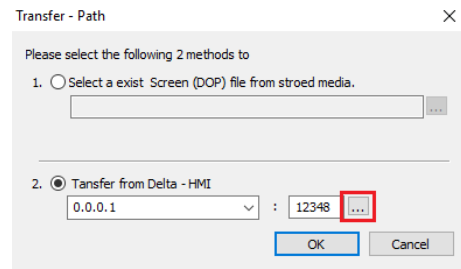 Transfer - Path
Please select the following 2 methods to
1. Select a exist Screen (DOP) file from stroed media.
...
2. Tansfer from Delta - HMI
0.0.0.1 : 12348 ...
OK Cancel